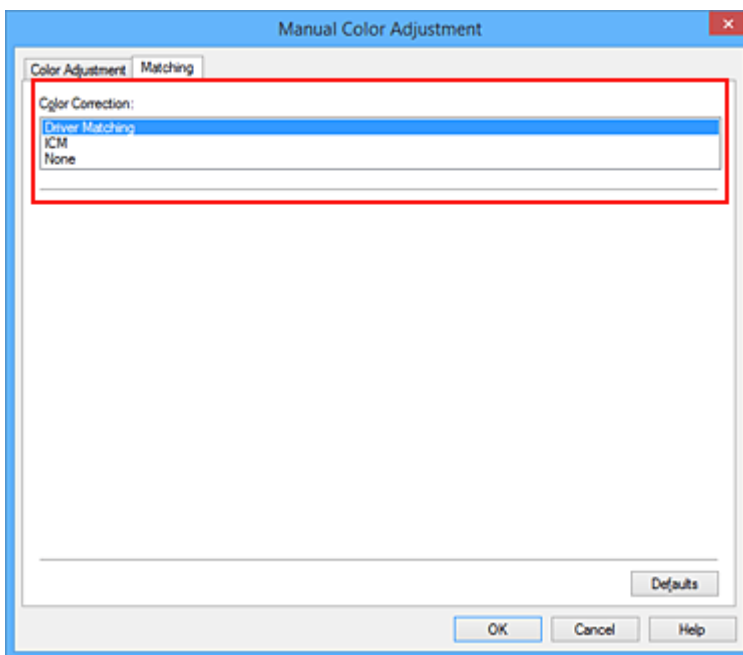 Manual Color Adjustment
Color Adjustment Matching
Color Correction:
Driver Matching
ICM
None
Defaults
OK Cancel Help